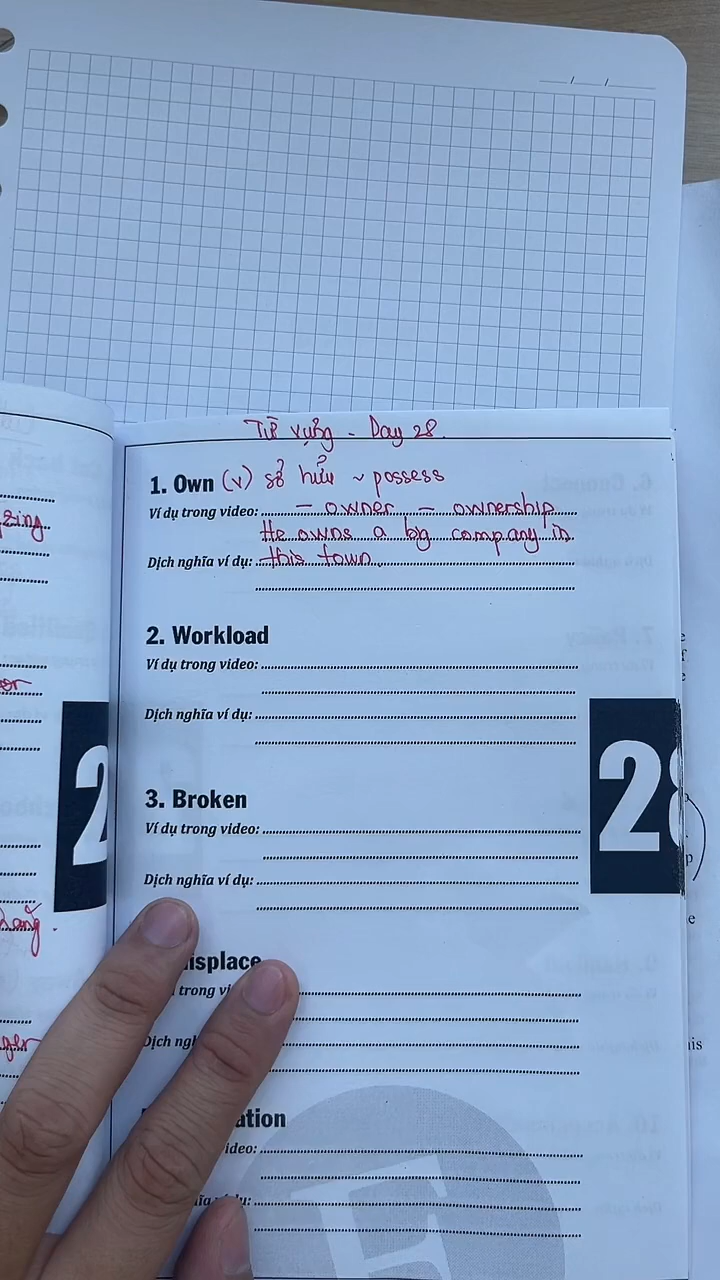 Từ vựng - Day 28.
1. Own (v) sở hữu ~ possess
Ví dụ trong video: - owner - ownership
He owns a big company in
Dịch nghĩa ví dụ: this town.
2. Workload
Ví dụ trong video:
Dịch nghĩa ví dụ:
3. Broken
Ví dụ trong video:
Dịch nghĩa ví dụ:
isplace
trong vi
Dịch ngh
ation
ideo:
2
28